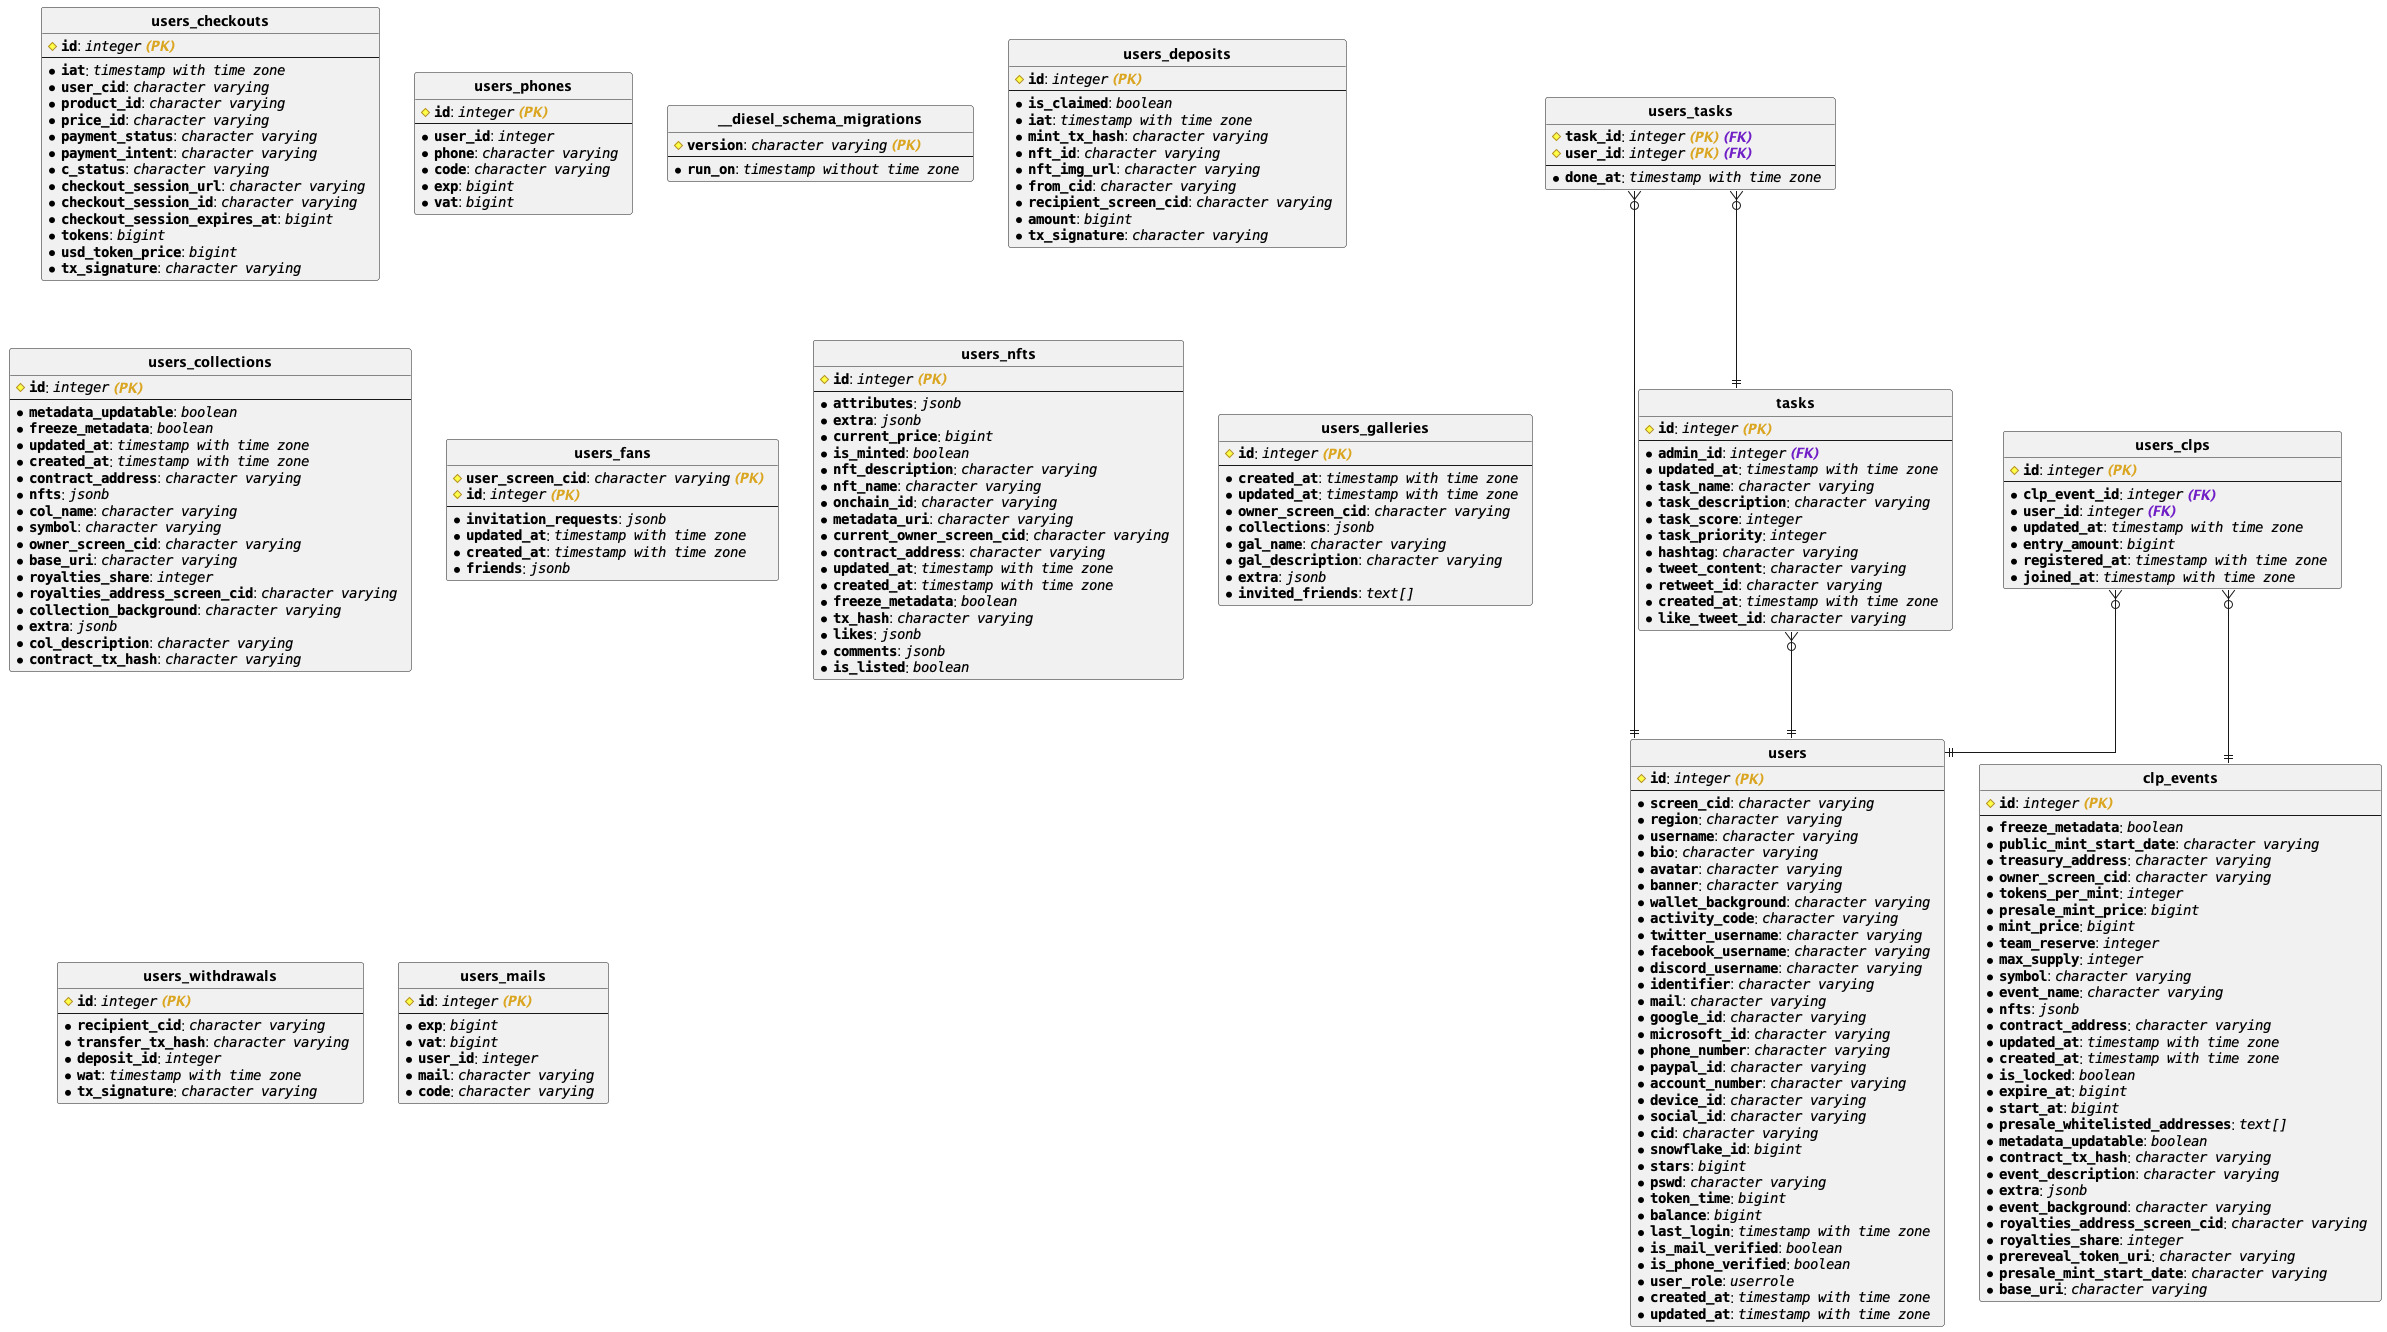 users_checkouts
id: integer (PK)
iat: timestamp with time zone
user_cid: character varying
product_id: character varying
price_id: character varying
payment_status: character varying
payment_intent: character varying
c_status: character varying
checkout_session_url: character varying
checkout_session_id: character varying
checkout_session_expires_at: bigint
tokens: bigint
usd_token_price: bigint
tx_signature: character varying
users_phones
id: integer (PK)
user_id: integer
phone: character varying
code: character varying
exp: bigint
vat: bigint
__diesel_schema_migrations
version: character varying (PK)
run_on: timestamp without time zone
users_deposits
id: integer (PK)
is_claimed: boolean
iat: timestamp with time zone
mint_tx_hash: character varying
nft_id: character varying
nft_img_url: character varying
from_cid: character varying
recipient_screen_cid: character varying
amount: bigint
tx_signature: character varying
users_tasks
task_id: integer (PK) (FK)
user_id: integer (PK) (FK)
done_at: timestamp with time zone
users_collections
id: integer (PK)
metadata_updatable: boolean
freeze_metadata: boolean
updated_at: timestamp with time zone
created_at: timestamp with time zone
contract_address: character varying
nfts: jsonb
col_name: character varying
symbol: character varying
owner_screen_cid: character varying
base_uri: character varying
royalties_share: integer
royalties_address_screen_cid: character varying
collection_background: character varying
extra: jsonb
col_description: character varying
contract_tx_hash: character varying
users_fans
user_screen_cid: character varying (PK)
id: integer (PK)
invitation_requests: jsonb
updated_at: timestamp with time zone
created_at: timestamp with time zone
friends: jsonb
users_nfts
id: integer (PK)
attributes: jsonb
extra: jsonb
current_price: bigint
is_minted: boolean
nft_description: character varying
nft_name: character varying
onchain_id: character varying
metadata_uri: character varying
current_owner_screen_cid: character varying
contract_address: character varying
updated_at: timestamp with time zone
created_at: timestamp with time zone
freeze_metadata: boolean
tx_hash: character varying
likes: jsonb
comments: jsonb
is_listed: boolean
users_galleries
id: integer (PK)
created_at: timestamp with time zone
updated_at: timestamp with time zone
owner_screen_cid: character varying
collections: jsonb
gal_name: character varying
gal_description: character varying
extra: jsonb
invited_friends: text[]
tasks
id: integer (PK)
admin_id: integer (FK)
updated_at: timestamp with time zone
task_name: character varying
task_description: character varying
task_score: integer
task_priority: integer
hashtag: character varying
tweet_content: character varying
retweet_id: character varying
created_at: timestamp with time zone
like_tweet_id: character varying
users_clps
id: integer (PK)
clp_event_id: integer (FK)
user_id: integer (FK)
updated_at: timestamp with time zone
entry_amount: bigint
registered_at: timestamp with time zone
joined_at: timestamp with time zone
users
id: integer (PK)
screen_cid: character varying
region: character varying
username: character varying
bio: character varying
avatar: character varying
banner: character varying
wallet_background: character varying
activity_code: character varying
twitter_username: character varying
facebook_username: character varying
discord_username: character varying
identifier: character varying
mail: character varying
google_id: character varying
microsoft_id: character varying
phone_number: character varying
paypal_id: character varying
account_number: character varying
device_id: character varying
social_id: character varying
cid: character varying
snowflake_id: bigint
stars: bigint
pswd: character varying
token_time: bigint
balance: bigint
last_login: timestamp with time zone
is_mail_verified: boolean
is_phone_verified: boolean
user_role: userrole
created_at: timestamp with time zone
updated_at: timestamp with time zone
clp_events
id: integer (PK)
freeze_metadata: boolean
public_mint_start_date: character varying
treasury_address: character varying
owner_screen_cid: character varying
tokens_per_mint: integer
presale_mint_price: bigint
mint_price: bigint
team_reserve: integer
max_supply: integer
symbol: character varying
event_name: character varying
nfts: jsonb
contract_address: character varying
updated_at: timestamp with time zone
created_at: timestamp with time zone
is_locked: boolean
expire_at: bigint
start_at: bigint
presale_whitelisted_addresses: text[]
metadata_updatable: boolean
contract_tx_hash: character varying
event_description: character varying
extra: jsonb
event_background: character varying
royalties_address_screen_cid: character varying
royalties_share: integer
prereveal_token_uri: character varying
presale_mint_start_date: character varying
base_uri: character varying
users_withdrawals
id: integer (PK)
recipient_cid: character varying
transfer_tx_hash: character varying
deposit_id: integer
wat: timestamp with time zone
tx_signature: character varying
users_mails
id: integer (PK)
exp: bigint
vat: bigint
user_id: integer
mail: character varying
code: character varying